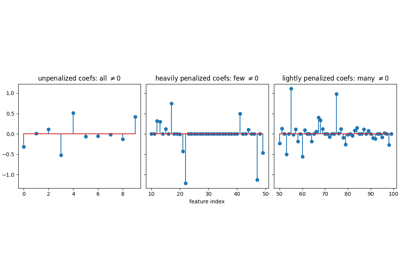 unpenalized coefs: all ≠0
heavily penalized coefs: few ≠0
lightly penalized coefs: many ≠0
1.0
0.5
0.0
−0.5
−1.0
0 2 4 6 8
10 20 30 40 50
50 60 70 80 90 100
feature index